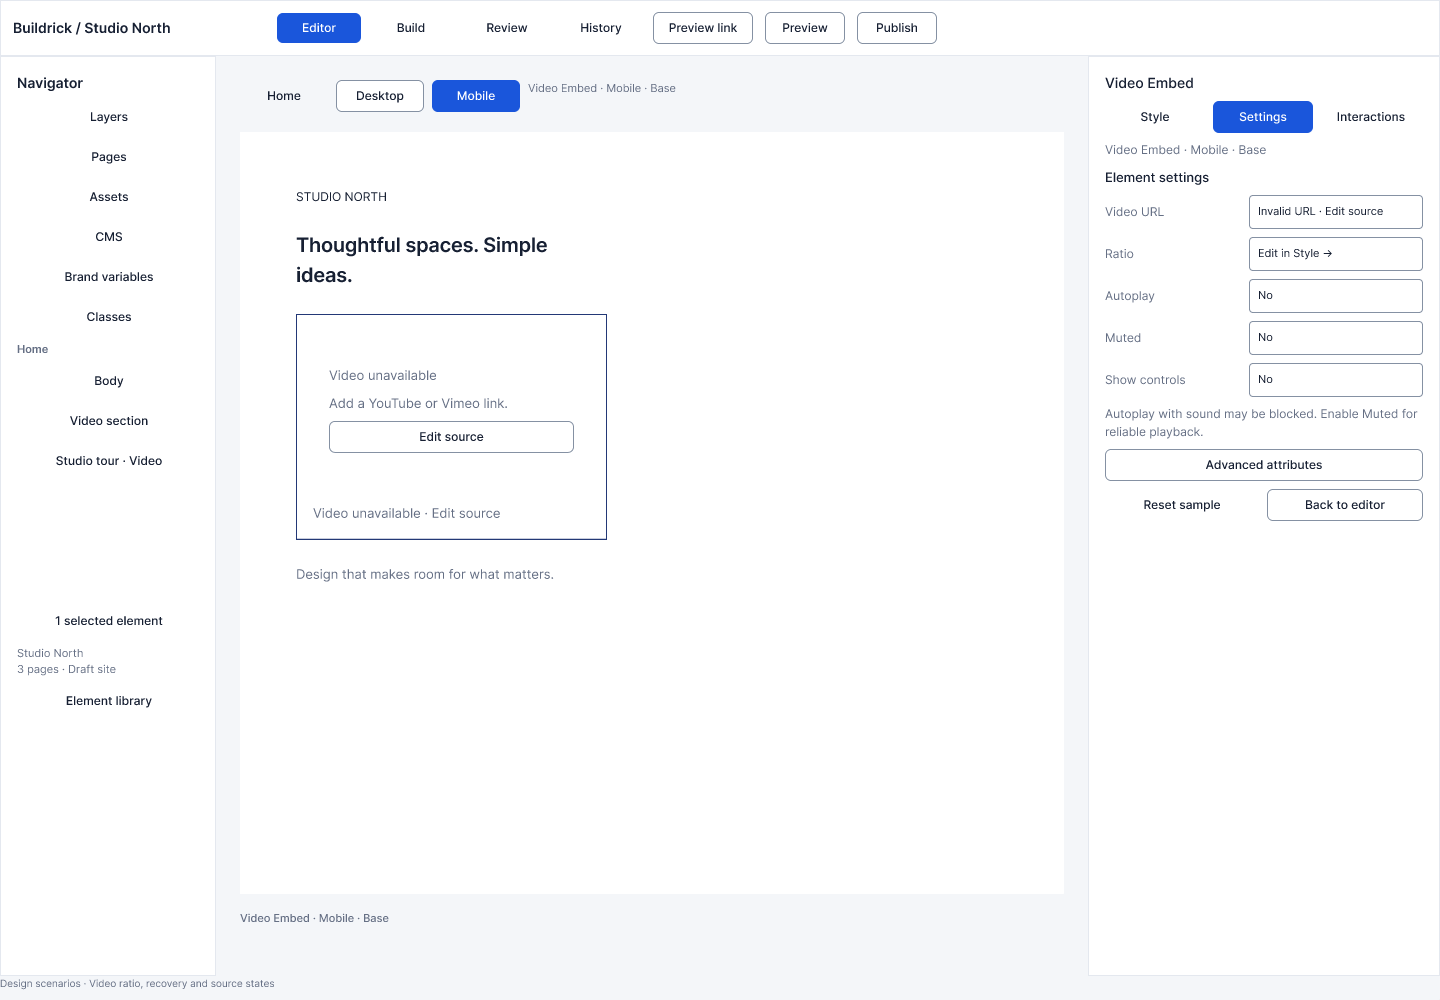 Buildrick / Studio North
Editor
Build
Review
History
Preview link
Preview
Publish
Navigator
Layers
Pages
Assets
CMS
Brand variables
Classes
Home
Body
Video section
Studio tour · Video
1 selected element
Studio North
3 pages · Draft site
Element library
Home
Desktop
Mobile
Video Embed · Mobile · Base
STUDIO NORTH
Thoughtful spaces. Simple
ideas.
Video unavailable
Add a YouTube or Vimeo link.
Edit source
Video unavailable · Edit source
Design that makes room for what matters.
Video Embed · Mobile · Base
Video Embed
Style
Settings
Interactions
Video Embed · Mobile · Base
Element settings
Video URL
Invalid URL · Edit source
Ratio
Edit in Style →
Autoplay
No
Muted
No
Show controls
No
Autoplay with sound may be blocked. Enable Muted for
reliable playback.
Advanced attributes
Reset sample
Back to editor
Design scenarios · Video ratio, recovery and source states